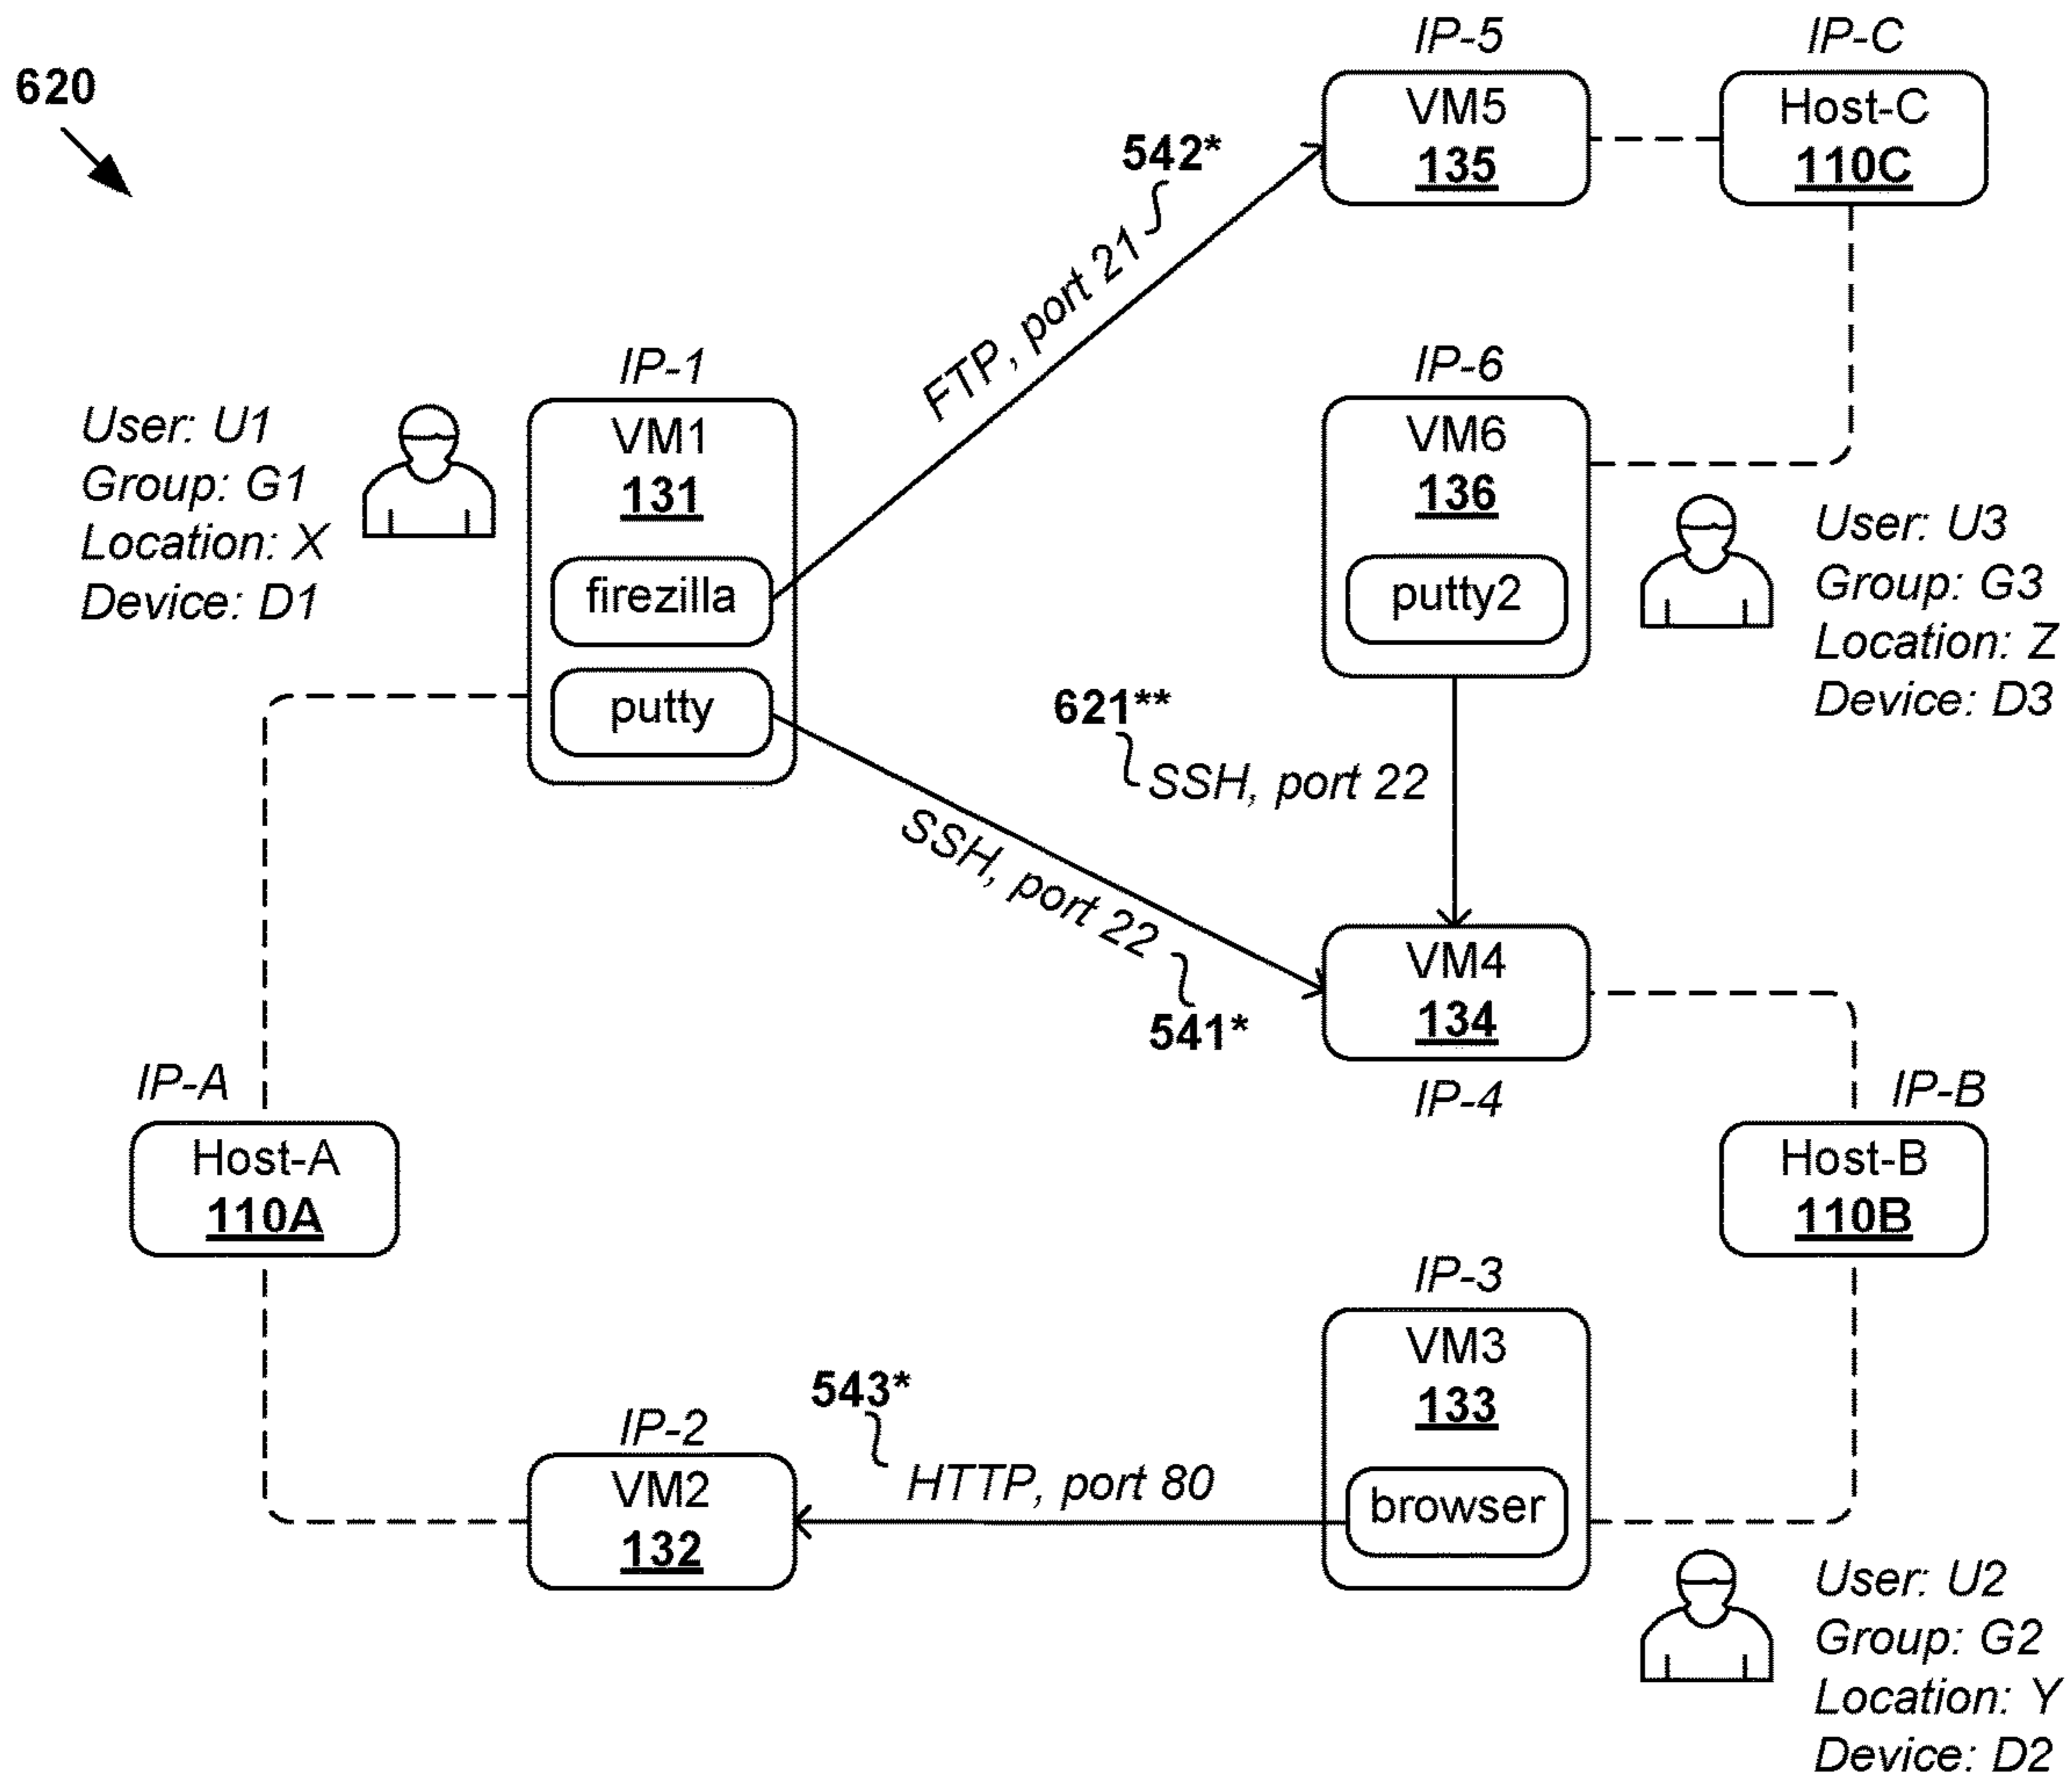 620
IP-5
VM5
135
IP-C
Host-C
110C
542*
FTP, port 21
IP-1
VM1
131
firezilla
putty
User: U1
Group: G1
Location: X
Device: D1
IP-6
VM6
136
putty2
User: U3
Group: G3
Location: Z
Device: D3
621**
SSH, port 22
SSH, port 22
541*
VM4
134
IP-4
IP-A
Host-A
110A
IP-B
Host-B
110B
IP-3
VM3
133
browser
543*
HTTP, port 80
IP-2
VM2
132
User: U2
Group: G2
Location: Y
Device: D2